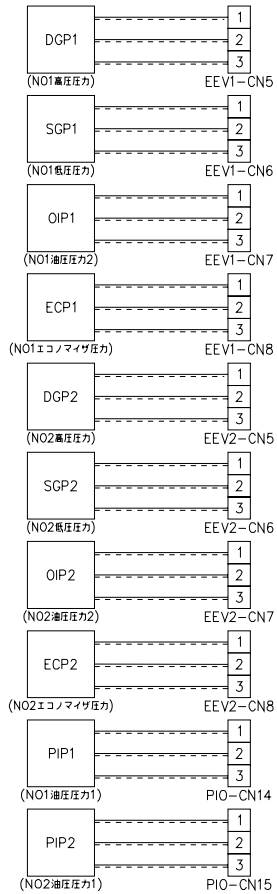 DGP1
1
2
3
(NO1高圧圧力) EEV1-CN5
SGP1
1
2
3
(NO1低圧圧力) EEV1-CN6
OIP1
1
2
3
(NO1油圧圧力2) EEV1-CN7
ECP1
1
2
3
(NO1エコノマイザ圧力) EEV1-CN8
DGP2
1
2
3
(NO2高圧圧力) EEV2-CN5
SGP2
1
2
3
(NO2低圧圧力) EEV2-CN6
OIP2
1
2
3
(NO2油圧圧力2) EEV2-CN7
ECP2
1
2
3
(NO2エコノマイザ圧力) EEV2-CN8
PIP1
1
2
3
(NO1油圧圧力1) PIO-CN14
PIP2
1
2
3
(NO2油圧圧力1) PIO-CN15